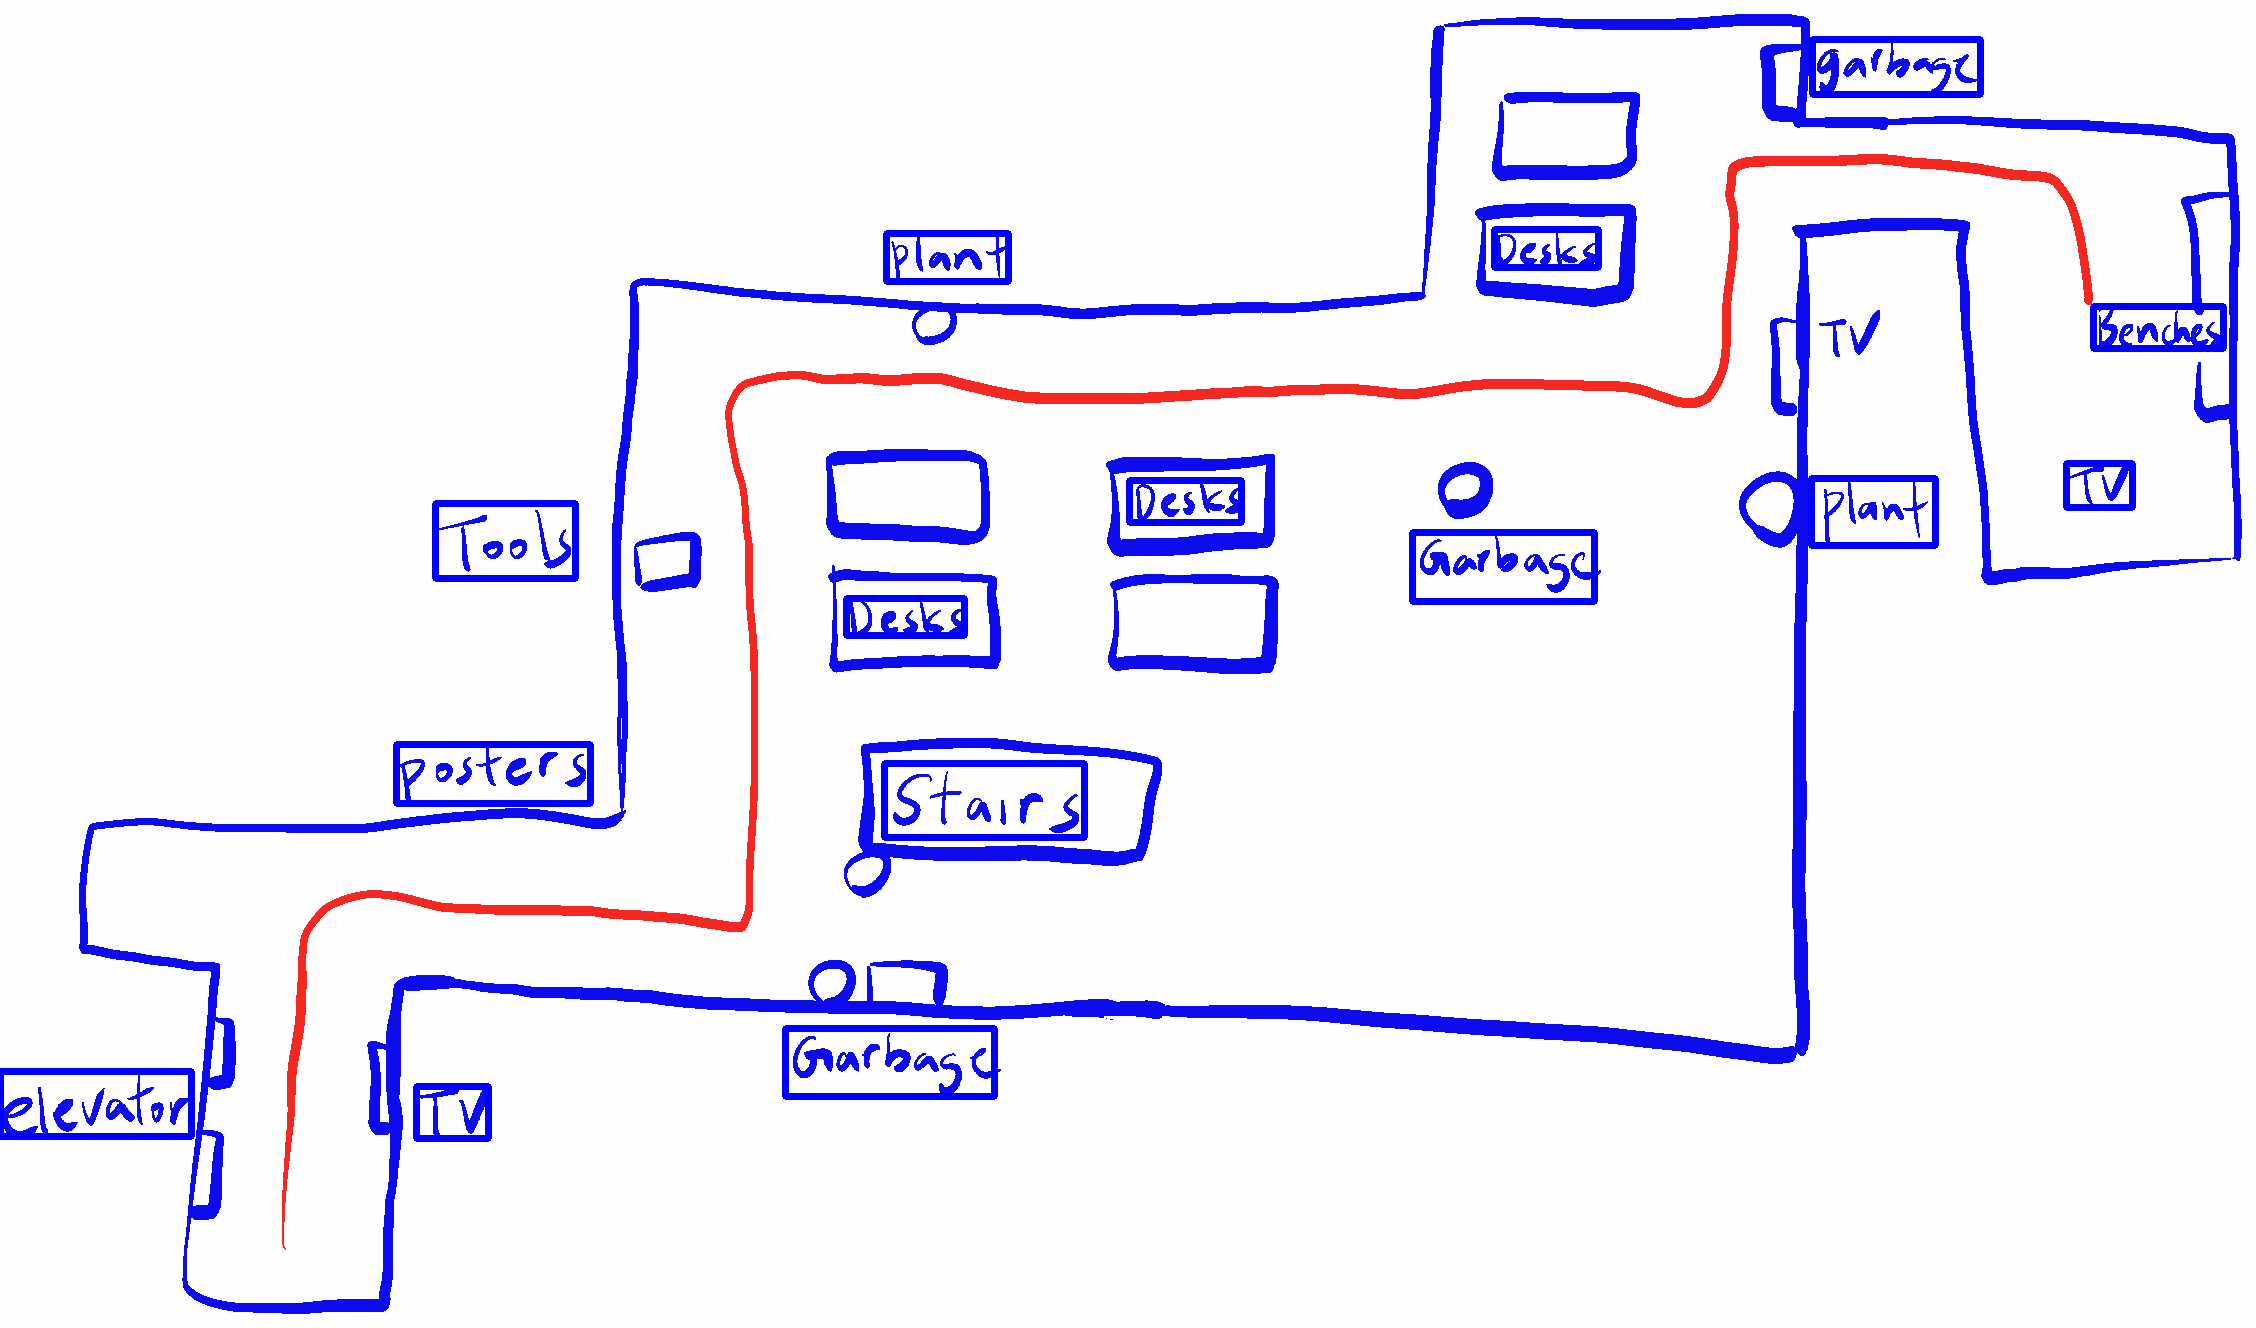 garbage
plant
Desks
Benches
TV
Desks
TV
plant
Tools
Garbage
Desks
posters
Stairs
Garbage
elevator
TV